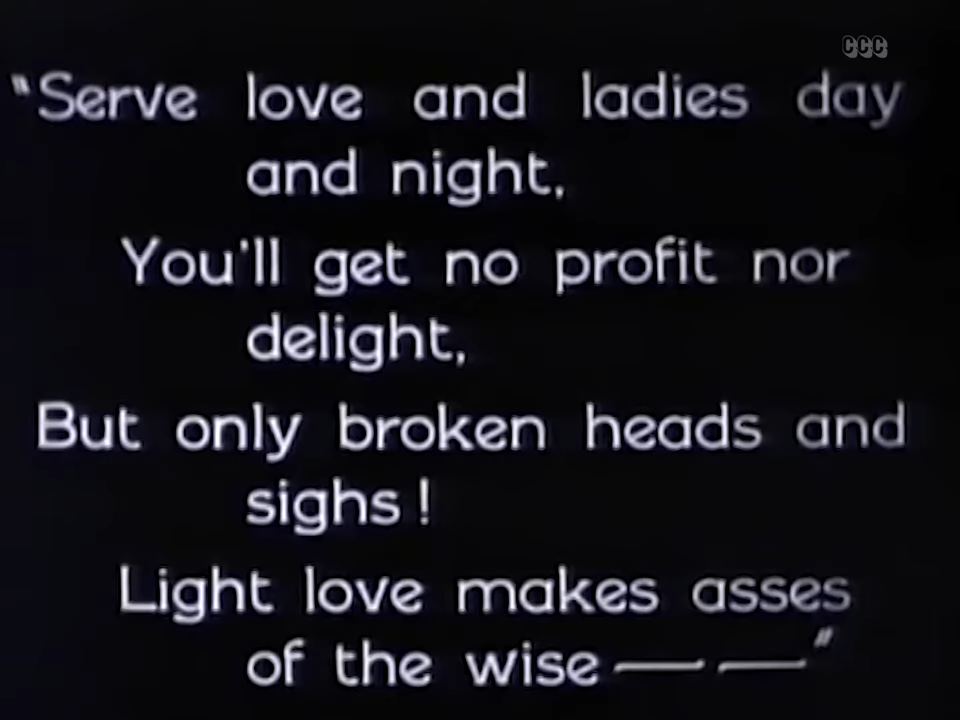 CCC
"Serve love and ladies day
and night,
You'll get no profit nor
delight,
But only broken heads and
sighs!
Light love makes asses
of the wise — —"